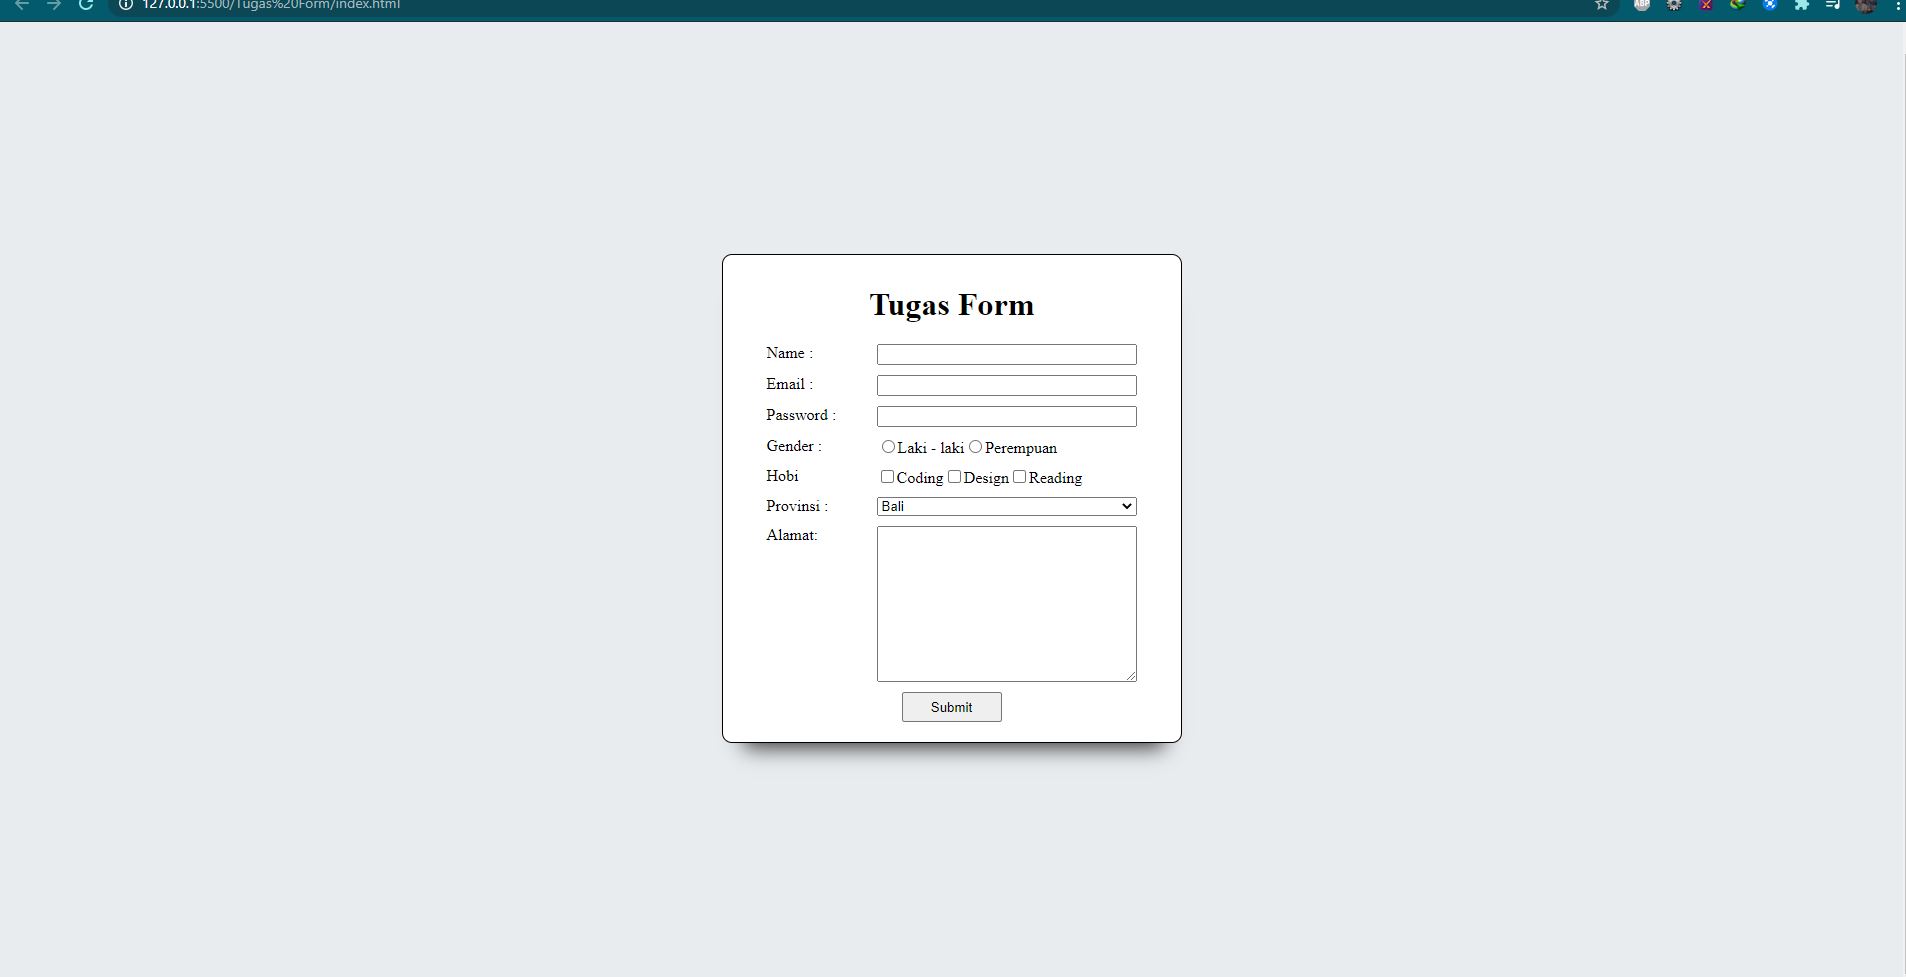 127.0.0.1:5500/Tugas%20Form/index.html
ABP
Tugas Form
Name :
Email :
Password :
Gender : Laki - laki Perempuan
Hobi Coding Design Reading
Provinsi : Bali
Alamat:
Submit